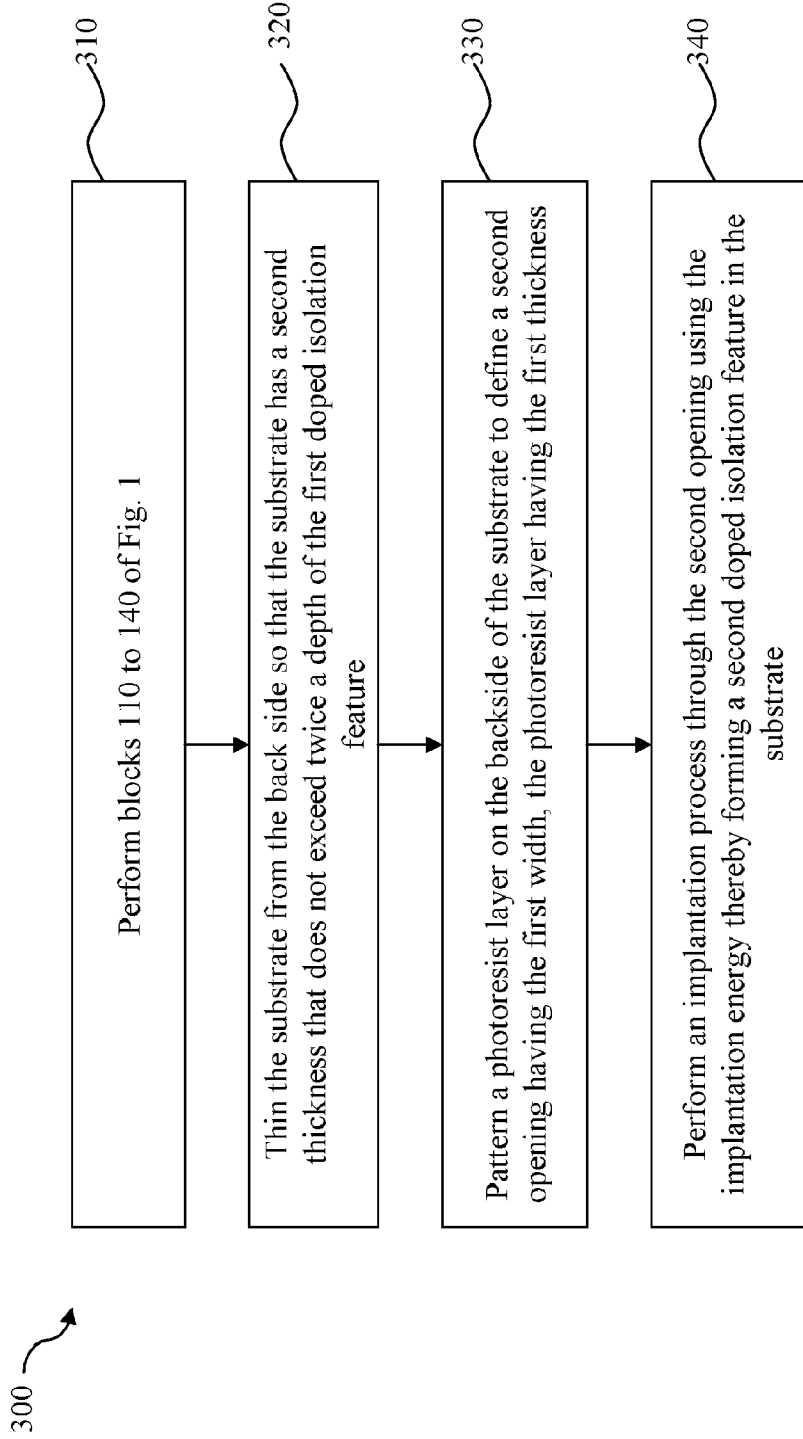 300
Perform blocks 110 to 140 of Fig. 1
310
Thin the substrate from the back side so that the substrate has a second
thickness that does not exceed twice a depth of the first doped isolation
feature
320
Pattern a photoresist layer on the backside of the substrate to define a second
opening having the first width, the photoresist layer having the first thickness
330
Perform an implantation process through the second opening using the
implantation energy thereby forming a second doped isolation feature in the
substrate
340